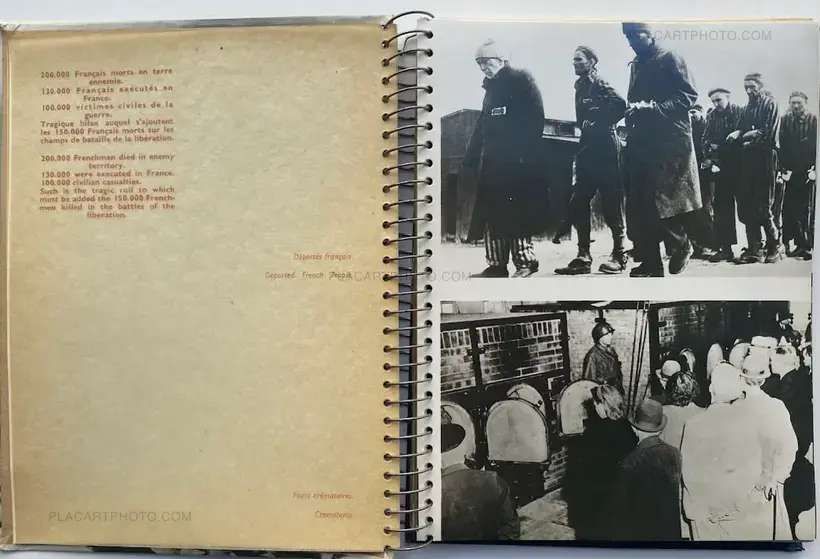 200.000 Français morts en terre
ennemie.
130.000 Français exécutés en
France.
100.000 victimes civiles de la
guerre.
Tragique bilan auquel s'ajoutent
les 150.000 Français morts sur les
champs de bataille de la libération.
200.000 Frenchmen died in enemy
territory.
130.000 were executed in France.
100.000 civilian casualties.
Such is the tragic roll to which
must be added the 150.000 French-
men killed in the battles of the
libération.
Déportés français.
Deported French People.
Fours crématoires.
Crematoria.
PLACARTPHOTO.COM
PLACARTPHOTO.COM
PLACARTPHOTO.COM